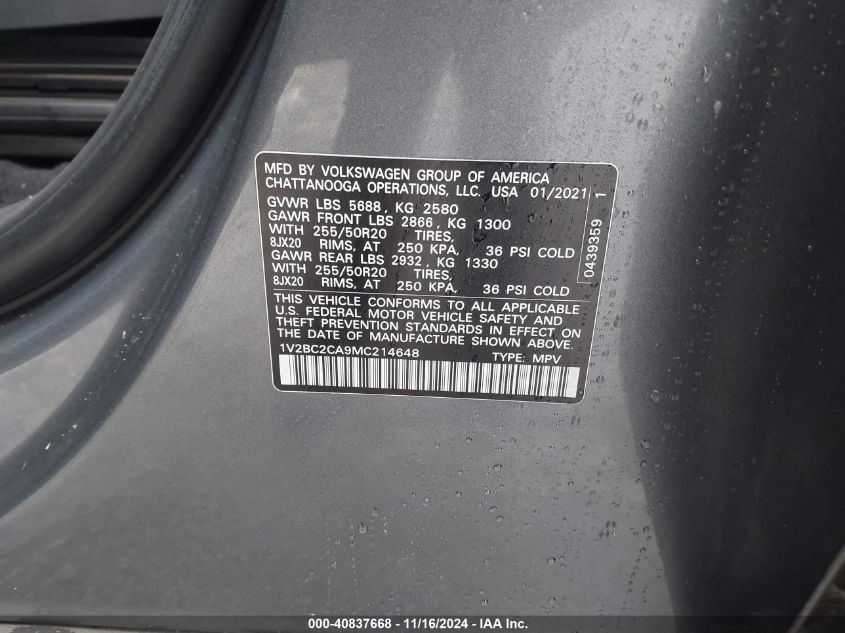 MFD BY VOLKSWAGEN GROUP OF AMERICA
CHATTANOOGA OPERATIONS, LLC. USA 01/2021
GVWR LBS 5688, KG 2580
GAWR FRONT LBS 2866, KG 1300
WITH 255/50R20 TIRES,
8JX20 RIMS, AT 250 KPA, 36 PSI COLD
GAWR REAR LBS 2932, KG 1330
WITH 255/50R20 TIRES,
8JX20 RIMS, AT 250 KPA, 36 PSI COLD
THIS VEHICLE CONFORMS TO ALL APPLICABLE
U.S. FEDERAL MOTOR VEHICLE SAFETY AND
THEFT PREVENTION STANDARDS IN EFFECT ON
THE DATE OF MANUFACTURE SHOWN ABOVE.
1V2BC2CA9MC214648 TYPE: MPV
0439359 1
000-40837668 - 11/16/2024 - IAA Inc.